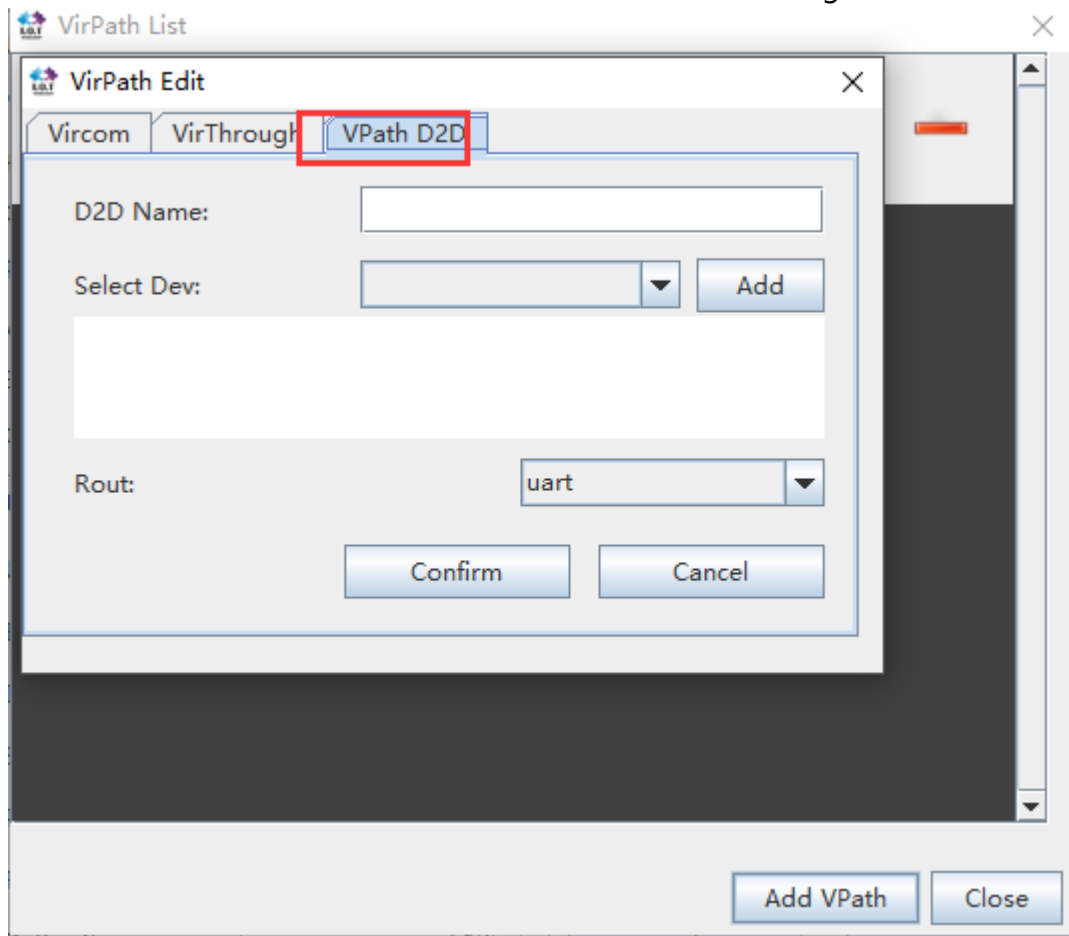 VirPath List
VirPath Edit
Vircom VirThrough VPath D2D
D2D Name:
Select Dev: Add
Rout: uart
Confirm Cancel
Add VPath Close